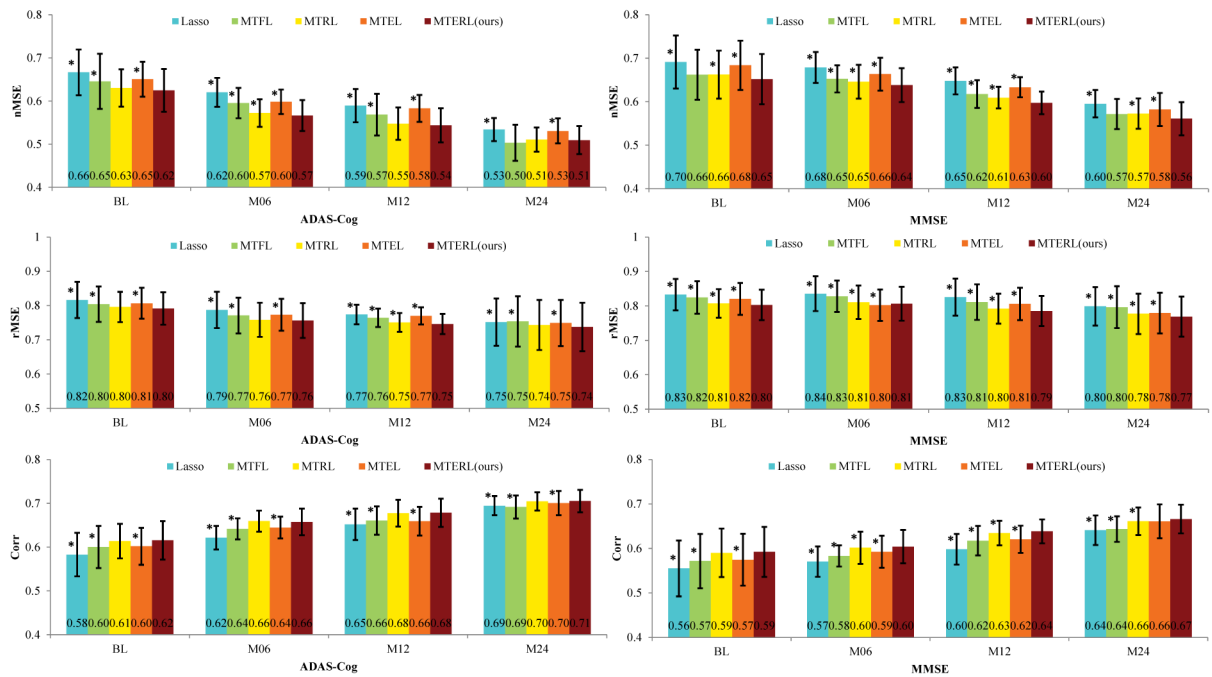 0.8
0.7
0.6
0.5
0.4
nMSE
Lasso MTFL MTRL MTEL MTERL(ours)
* * * * * * * * * * *
0.66 0.65 0.63 0.65 0.62 0.62 0.60 0.57 0.60 0.57 0.59 0.57 0.55 0.58 0.54 0.53 0.50 0.51 0.53 0.51
BL M06 M12 M24
ADAS-Cog
0.8
0.7
0.6
0.5
0.4
nMSE
Lasso MTFL MTRL MTEL MTERL(ours)
* * * * * * * * * * * * *
0.70 0.66 0.66 0.68 0.65 0.68 0.65 0.65 0.66 0.64 0.65 0.62 0.61 0.63 0.60 0.60 0.57 0.57 0.58 0.56
BL M06 M12 M24
MMSE
1
0.9
0.8
0.7
0.6
0.5
rMSE
Lasso MTFL MTRL MTEL MTERL(ours)
* * * * * * * * * * * *
0.82 0.80 0.80 0.81 0.80 0.79 0.77 0.76 0.77 0.76 0.77 0.76 0.75 0.77 0.75 0.75 0.75 0.74 0.75 0.74
BL M06 M12 M24
ADAS-Cog
1
0.9
0.8
0.7
0.6
0.5
rMSE
Lasso MTFL MTRL MTEL MTERL(ours)
* * * * * * * * * * * * * * * *
0.83 0.82 0.81 0.82 0.80 0.84 0.83 0.81 0.80 0.81 0.83 0.81 0.80 0.81 0.79 0.80 0.80 0.78 0.78 0.77
BL M06 M12 M24
MMSE
0.8
0.7
0.6
0.5
0.4
Corr
Lasso MTFL MTRL MTEL MTERL(ours)
* * * * * * * * * * * *
0.58 0.60 0.61 0.60 0.62 0.62 0.64 0.66 0.64 0.66 0.65 0.66 0.68 0.66 0.68 0.69 0.69 0.70 0.70 0.71
BL M06 M12 M24
ADAS-Cog
0.8
0.7
0.6
0.5
0.4
Corr
Lasso MTFL MTRL MTEL MTERL(ours)
* * * * * * * * * * * * *
0.56 0.57 0.59 0.57 0.59 0.57 0.58 0.60 0.59 0.60 0.60 0.62 0.63 0.62 0.64 0.64 0.64 0.66 0.66 0.67
BL M06 M12 M24
MMSE